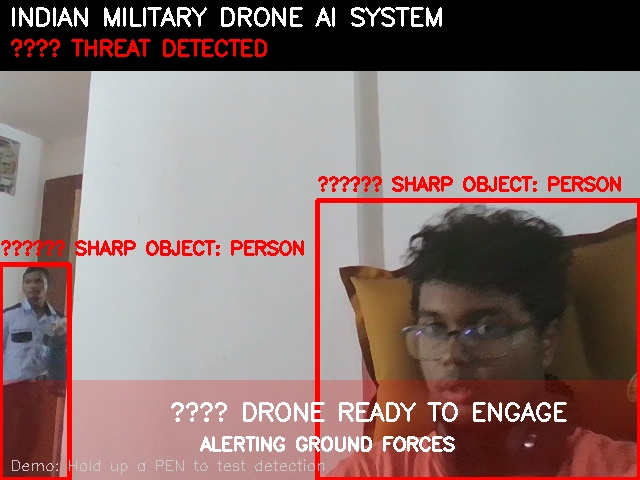 INDIAN MILITARY DRONE AI SYSTEM
???? THREAT DETECTED
?????? SHARP OBJECT: PERSON
?????? SHARP OBJECT: PERSON
???? DRONE READY TO ENGAGE
ALERTING GROUND FORCES
Demo: Hold up a PEN to test detection